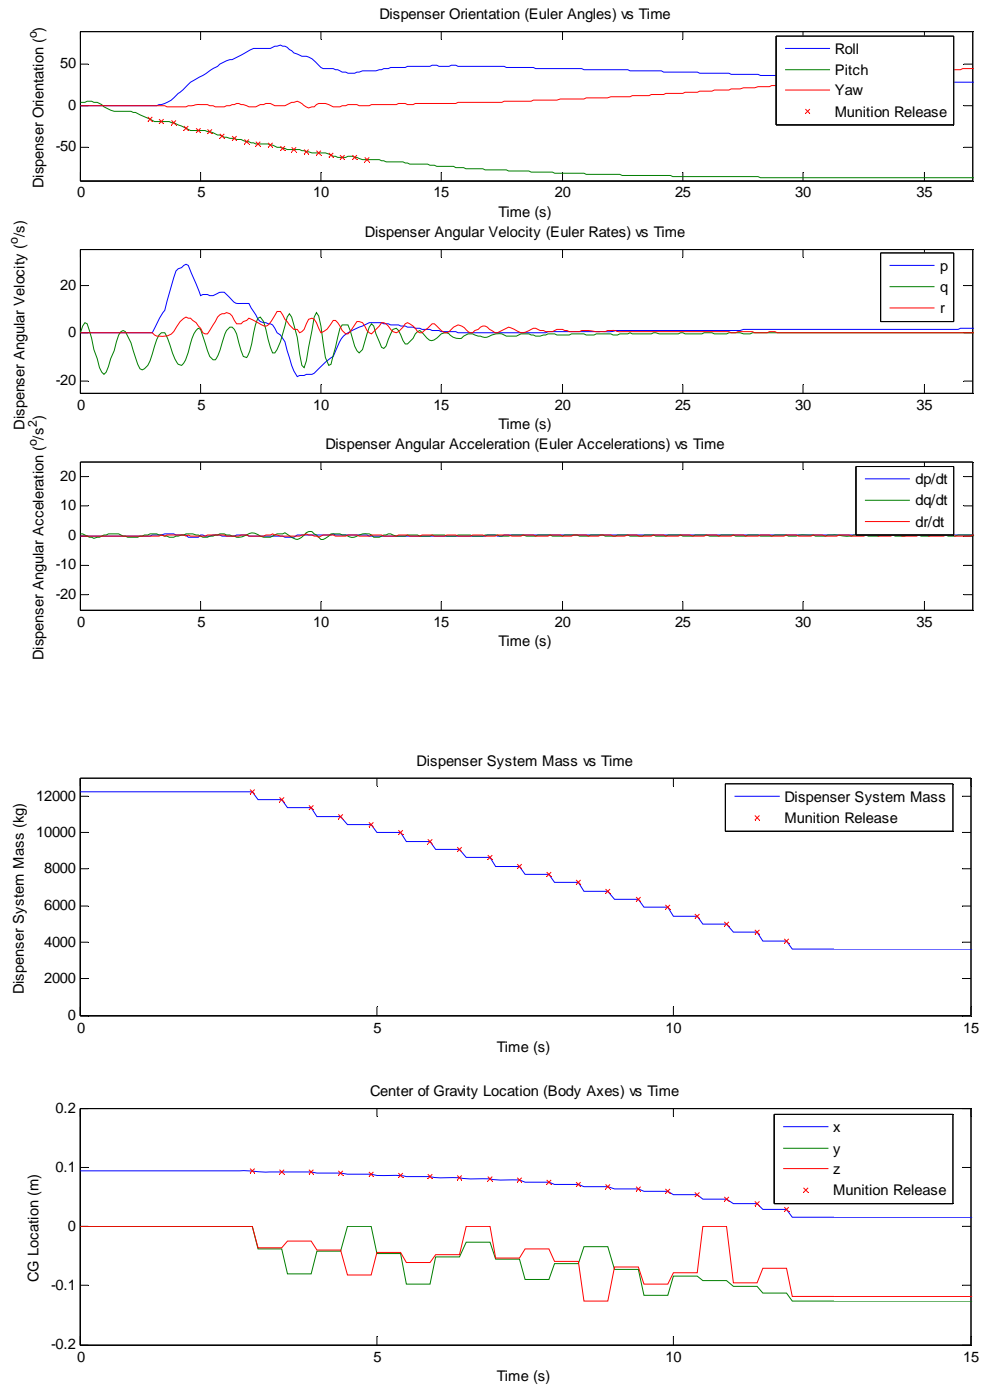 Dispenser Orientation (Euler Angles) vs Time
Dispenser Orientation (º)
50
0
-50
Roll
Pitch
Yaw
Munition Release
0 5 10 15 20 25 30 35
Time (s)
Dispenser Angular Velocity (Euler Rates) vs Time
Dispenser Angular Velocity (º/s)
20
0
-20
p
q
r
0 5 10 15 20 25 30 35
Time (s)
Dispenser Angular Acceleration (Euler Accelerations) vs Time
Dispenser Angular Acceleration (º/s²)
20
10
0
-10
-20
dp/dt
dq/dt
dr/dt
0 5 10 15 20 25 30 35
Time (s)
Dispenser System Mass vs Time
Dispenser System Mass (kg)
12000
10000
8000
6000
4000
2000
0
Dispenser System Mass
Munition Release
0 5 10 15
Time (s)
Center of Gravity Location (Body Axes) vs Time
CG Location (m)
0.2
0.1
0
-0.1
-0.2
x
y
z
Munition Release
0 5 10 15
Time (s)